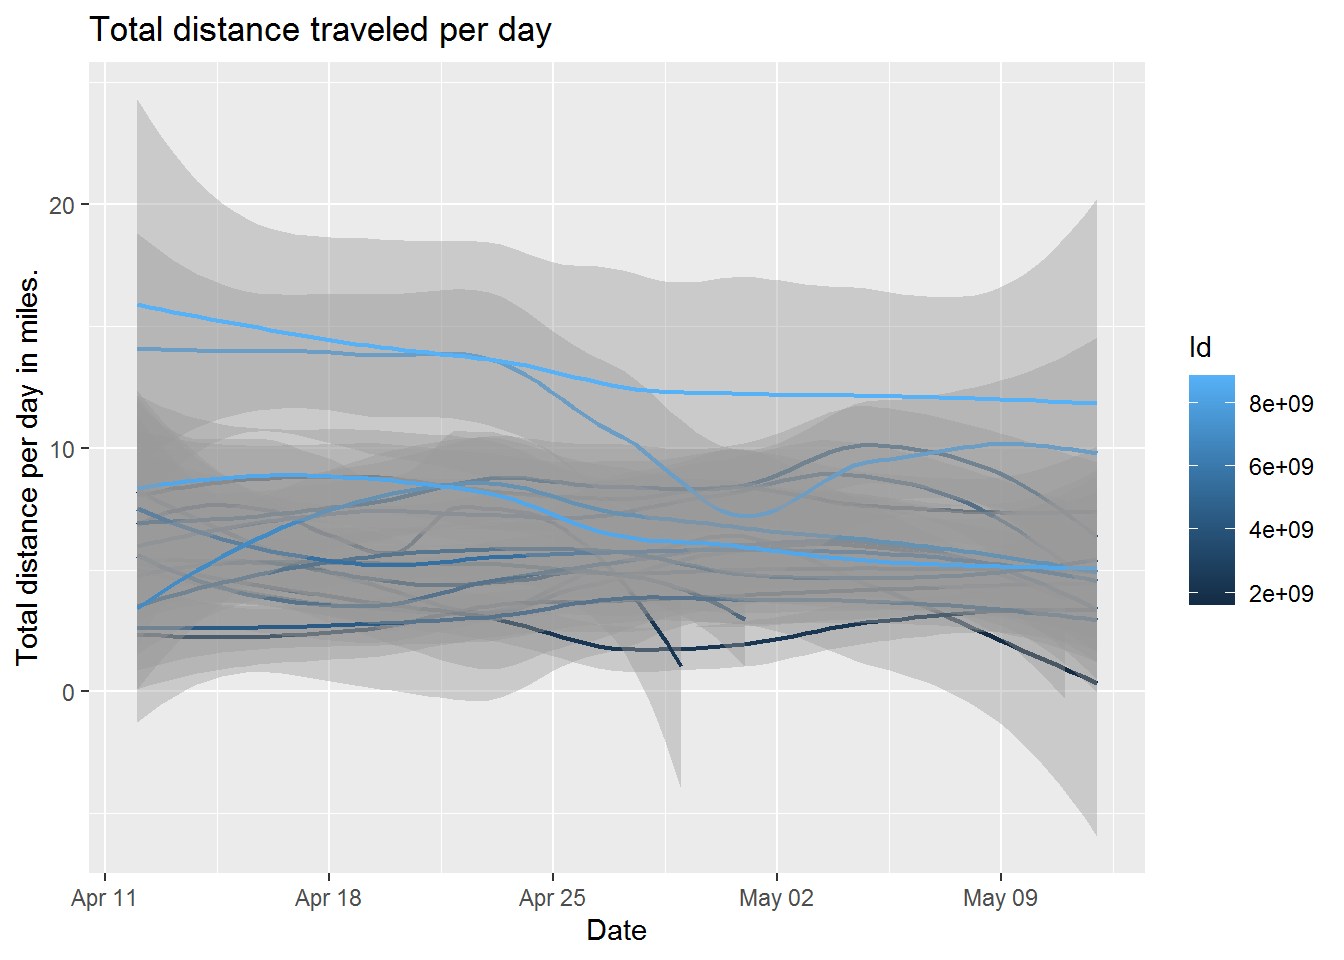 Total distance traveled per day
Total distance per day in miles.
20
10
0
Apr 11
Apr 18
Apr 25
May 02
May 09
Date
Id
8e+09
6e+09
4e+09
2e+09